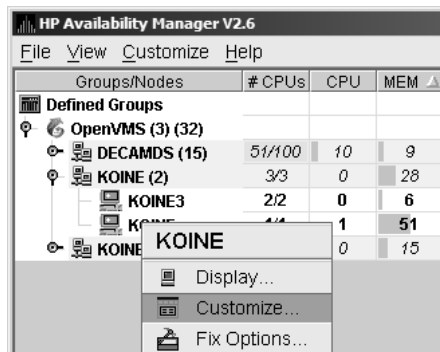 HP Availability Manager V2.6
File View Customize Help
Groups/Nodes # CPUs CPU MEM
Defined Groups
OpenVMS (3) (32)
DECAMDS (15) 51/100 10 9
KOINE (2) 3/3 0 28
KOINE3 2/2 0 6
1 51
KOINE 0 15
KOINE
Display...
Customize...
Fix Options...